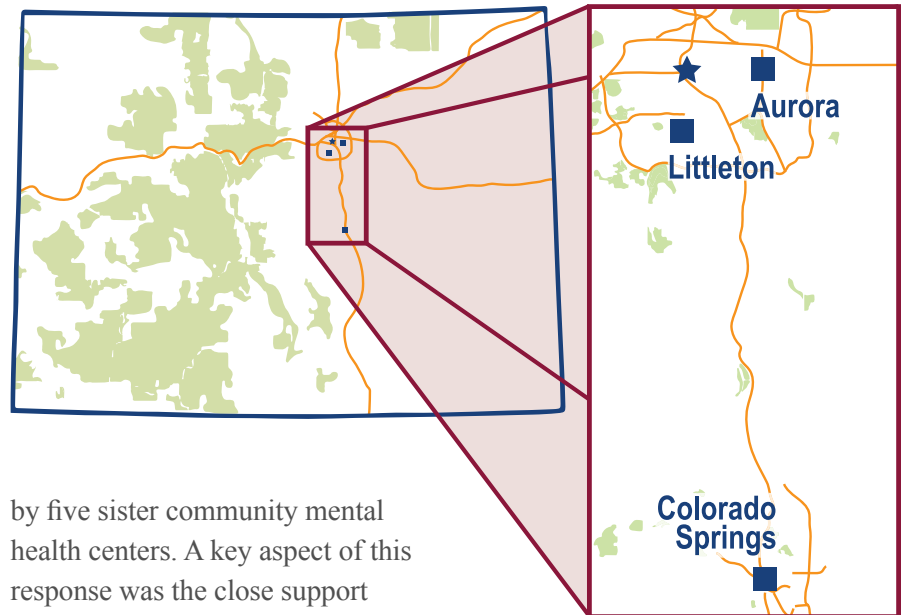 Aurora
Littleton
Colorado
Springs
by five sister community mental
health centers. A key aspect of this
response was the close support